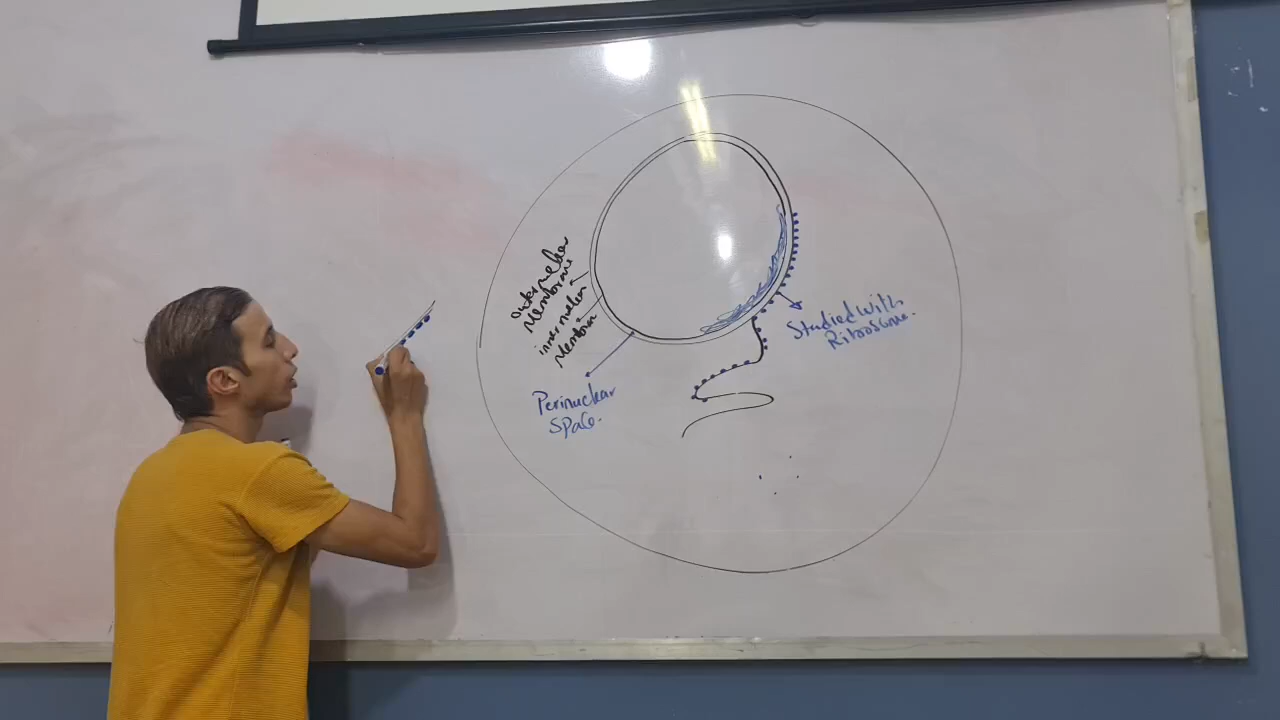 outer nuclear
Membrane
inner nuclear
Membrane
Perinuclear
Space.
Studied with
Ribosome.